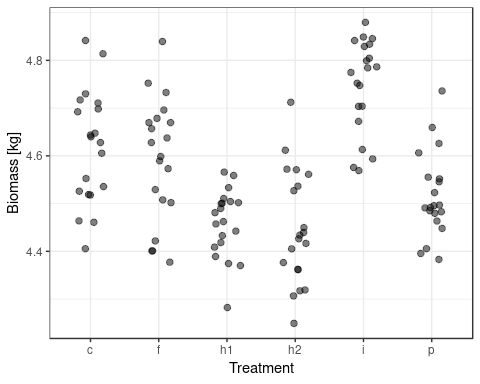 4.8
4.6
4.4
Biomass [kg]
c f h1 h2 i p
Treatment